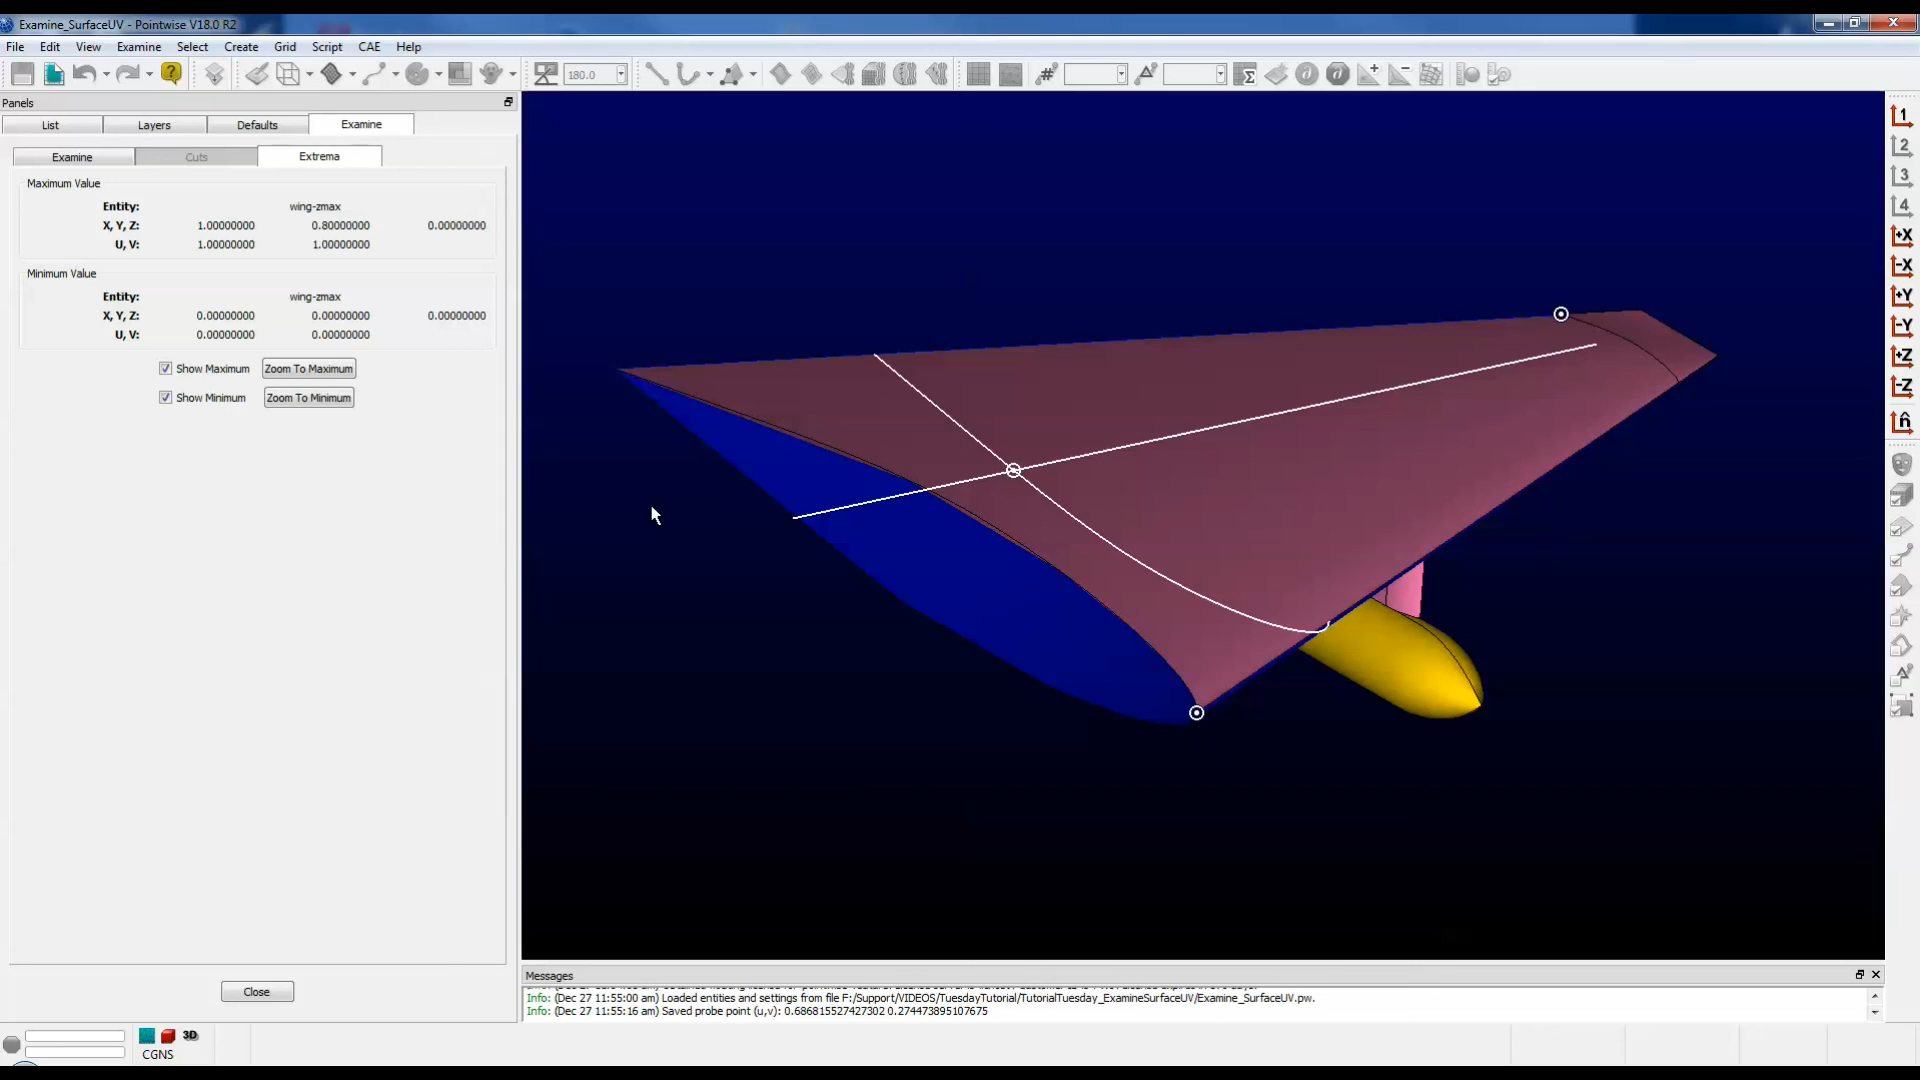 Examine_SurfaceUV - Pointwise V18.0 R2
File Edit View Examine Select Create Grid Script CAE Help
180.0
Panels
List Layers Defaults Examine
Examine Cuts Extrema
Maximum Value
Entity: wing-zmax
X, Y, Z: 1.00000000 0.80000000 0.00000000
U, V: 1.00000000 1.00000000
Minimum Value
Entity: wing-zmax
X, Y, Z: 0.00000000 0.00000000 0.00000000
U, V: 0.00000000 0.00000000
Show Maximum Zoom To Maximum
Show Minimum Zoom To Minimum
Close
1
2
3
4
+X
-X
+Y
-Y
+Z
-Z
n̂
Messages
Info: (Dec 27 11:55:00 am) Loaded entities and settings from file F:/Support/VIDEOS/TuesdayTutorial/TutorialTuesday_ExamineSurfaceUV/Examine_SurfaceUV.pw.
Info: (Dec 27 11:55:16 am) Saved probe point (u,v): 0.686815527427302 0.274473895107675
3D
CGNS